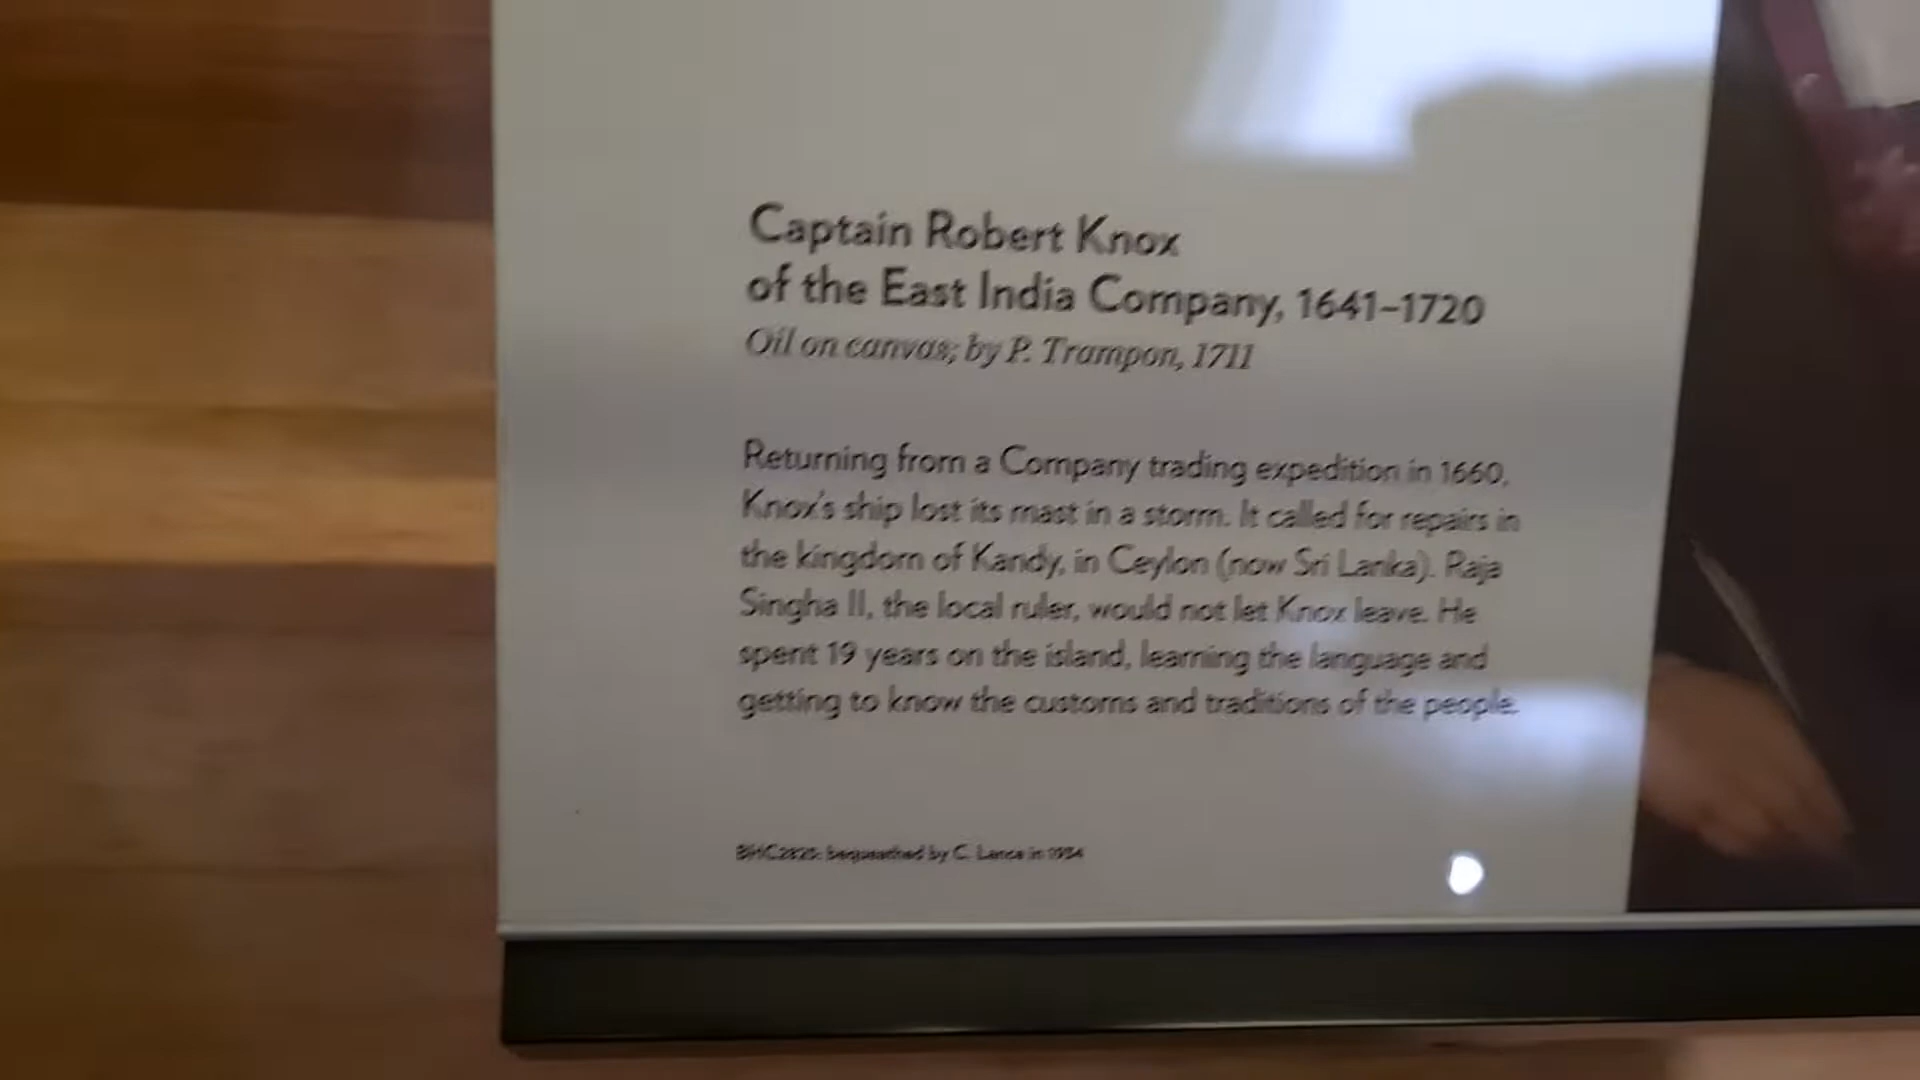 Captain Robert Knox
of the East India Company, 1641–1720
Oil on canvas; by P. Trampon, 1711
Returning from a Company trading expedition in 1660,
Knox's ship lost its mast in a storm. It called for repairs in
the kingdom of Kandy, in Ceylon (now Sri Lanka). Raja
Singha II, the local ruler, would not let Knox leave. He
spent 19 years on the island, learning the language and
getting to know the customs and traditions of the people.
bequeathed by C. in